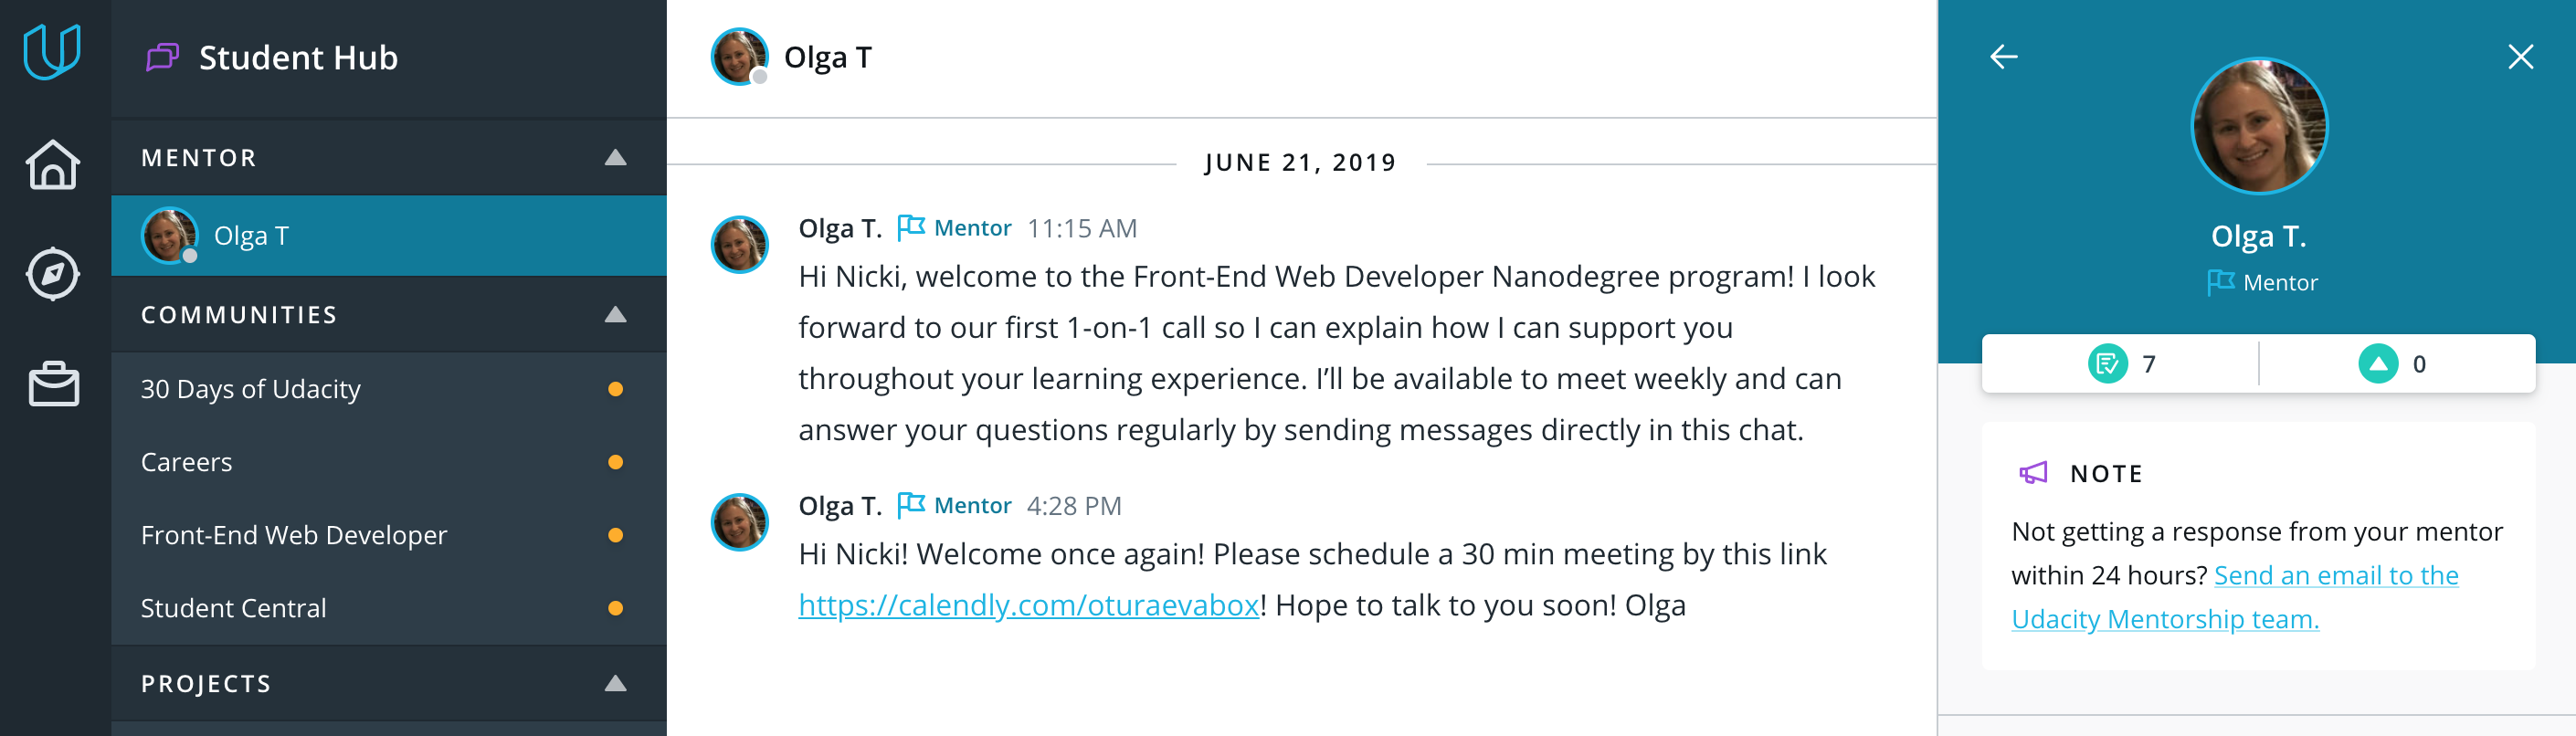 Student Hub
MENTOR
Olga T
COMMUNITIES
30 Days of Udacity
Careers
Front-End Web Developer
Student Central
PROJECTS
Olga T
JUNE 21, 2019
Olga T. Mentor 11:15 AM
Hi Nicki, welcome to the Front-End Web Developer Nanodegree program! I look
forward to our first 1-on-1 call so I can explain how I can support you
throughout your learning experience. I’ll be available to meet weekly and can
answer your questions regularly by sending messages directly in this chat.
Olga T. Mentor 4:28 PM
Hi Nicki! Welcome once again! Please schedule a 30 min meeting by this link
https://calendly.com/oturaevabox! Hope to talk to you soon! Olga
Olga T.
Mentor
7 0
NOTE
Not getting a response from your mentor
within 24 hours? Send an email to the
Udacity Mentorship team.